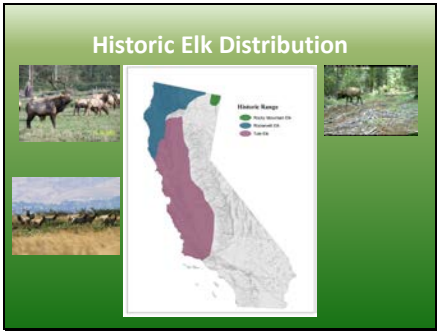 Historic Elk Distribution
Historic Range
Rocky Mountain Elk
Roosevelt Elk
Tule Elk